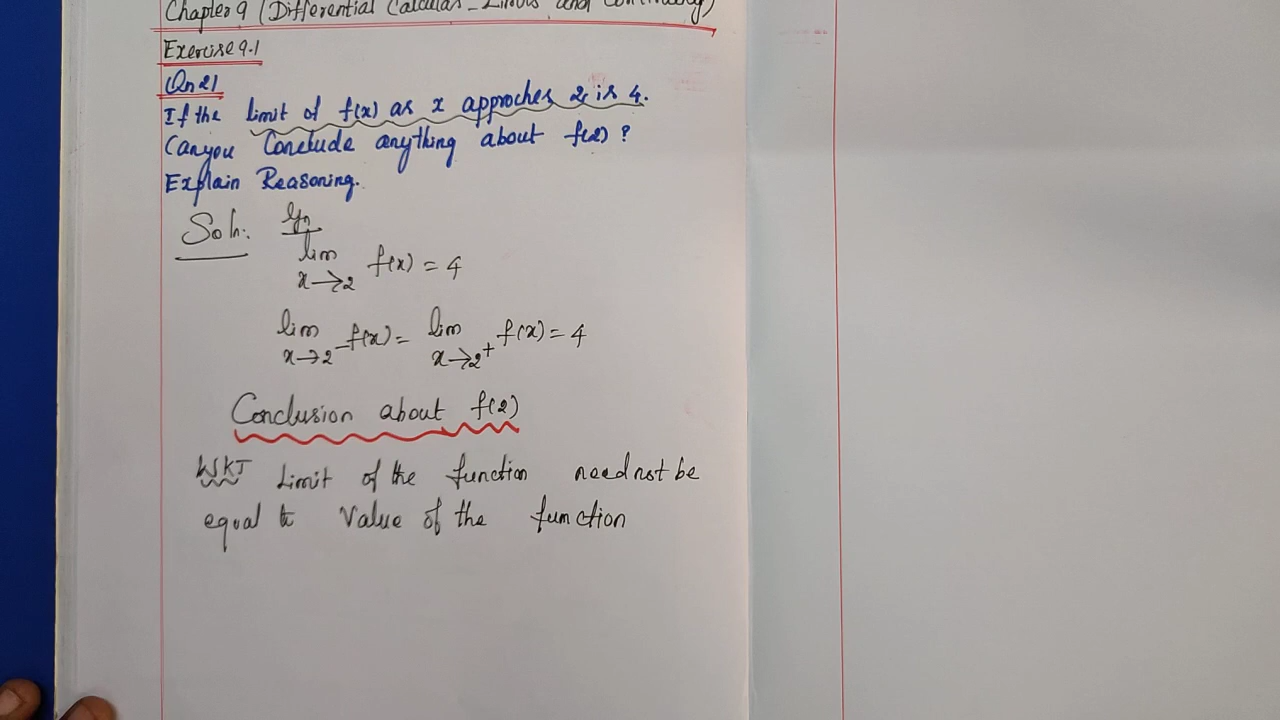 Chapter 9 (Differential Calculas - Limits and Continuity)
Exercise 9.1
Qn 21
If the limit of f(x) as x approches 2, is 4.
Can you Conclude anything about f(2) ?
Explain Reasoning.
Soln:
lim f(x) = 4
x→2
lim f(x) = lim f(x) = 4
x→2⁻ x→2⁺
Conclusion about f(2)
WKT Limit of the function need not be
equal to Value of the function